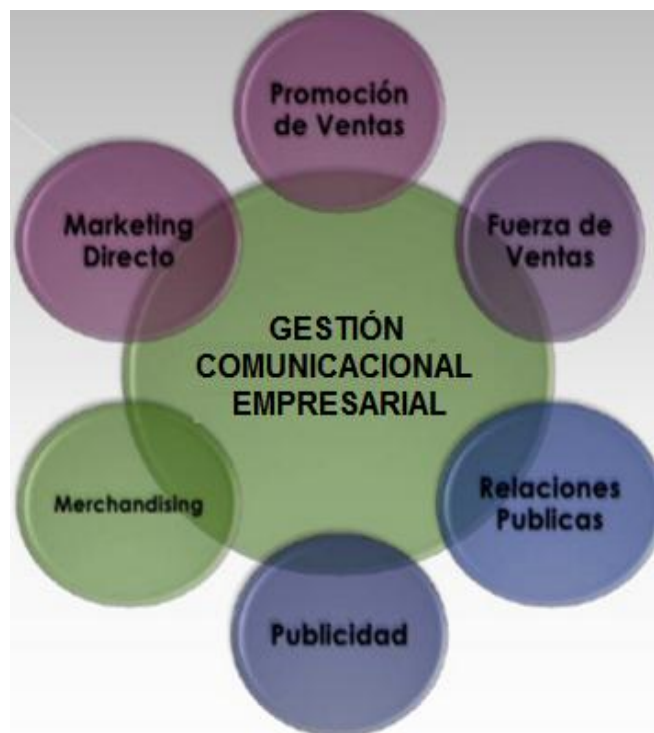 Promoción
de Ventas
Marketing
Directo
Fuerza de
Ventas
GESTIÓN
COMUNICACIONAL
EMPRESARIAL
Merchandising
Relaciones
Publicas
Publicidad